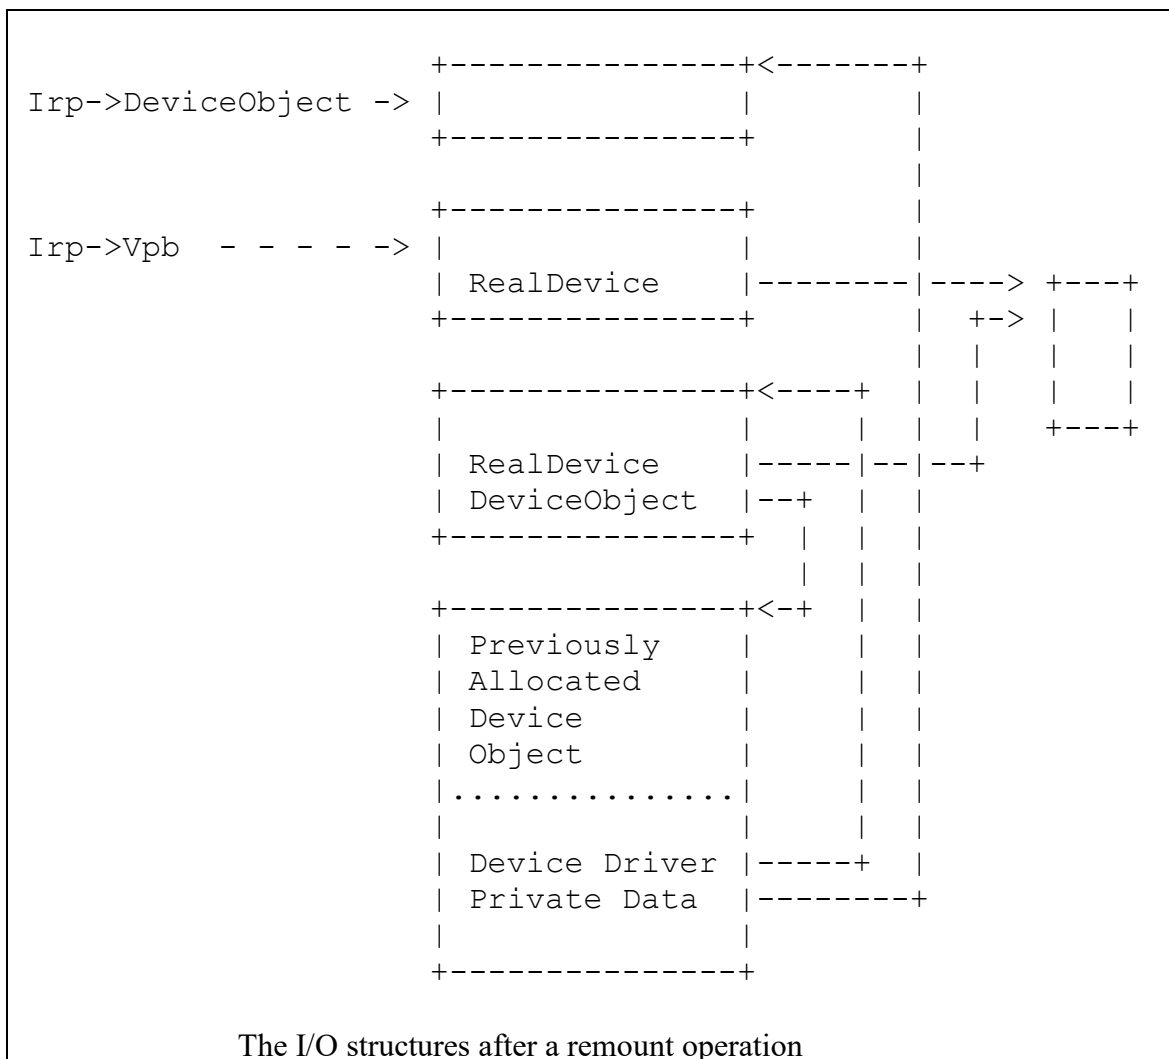 Irp->DeviceObject ->
Irp->Vpb - - - - ->
RealDevice
RealDevice
DeviceObject
Previously
Allocated
Device
Object
...............
Device Driver
Private Data
The I/O structures after a remount operation